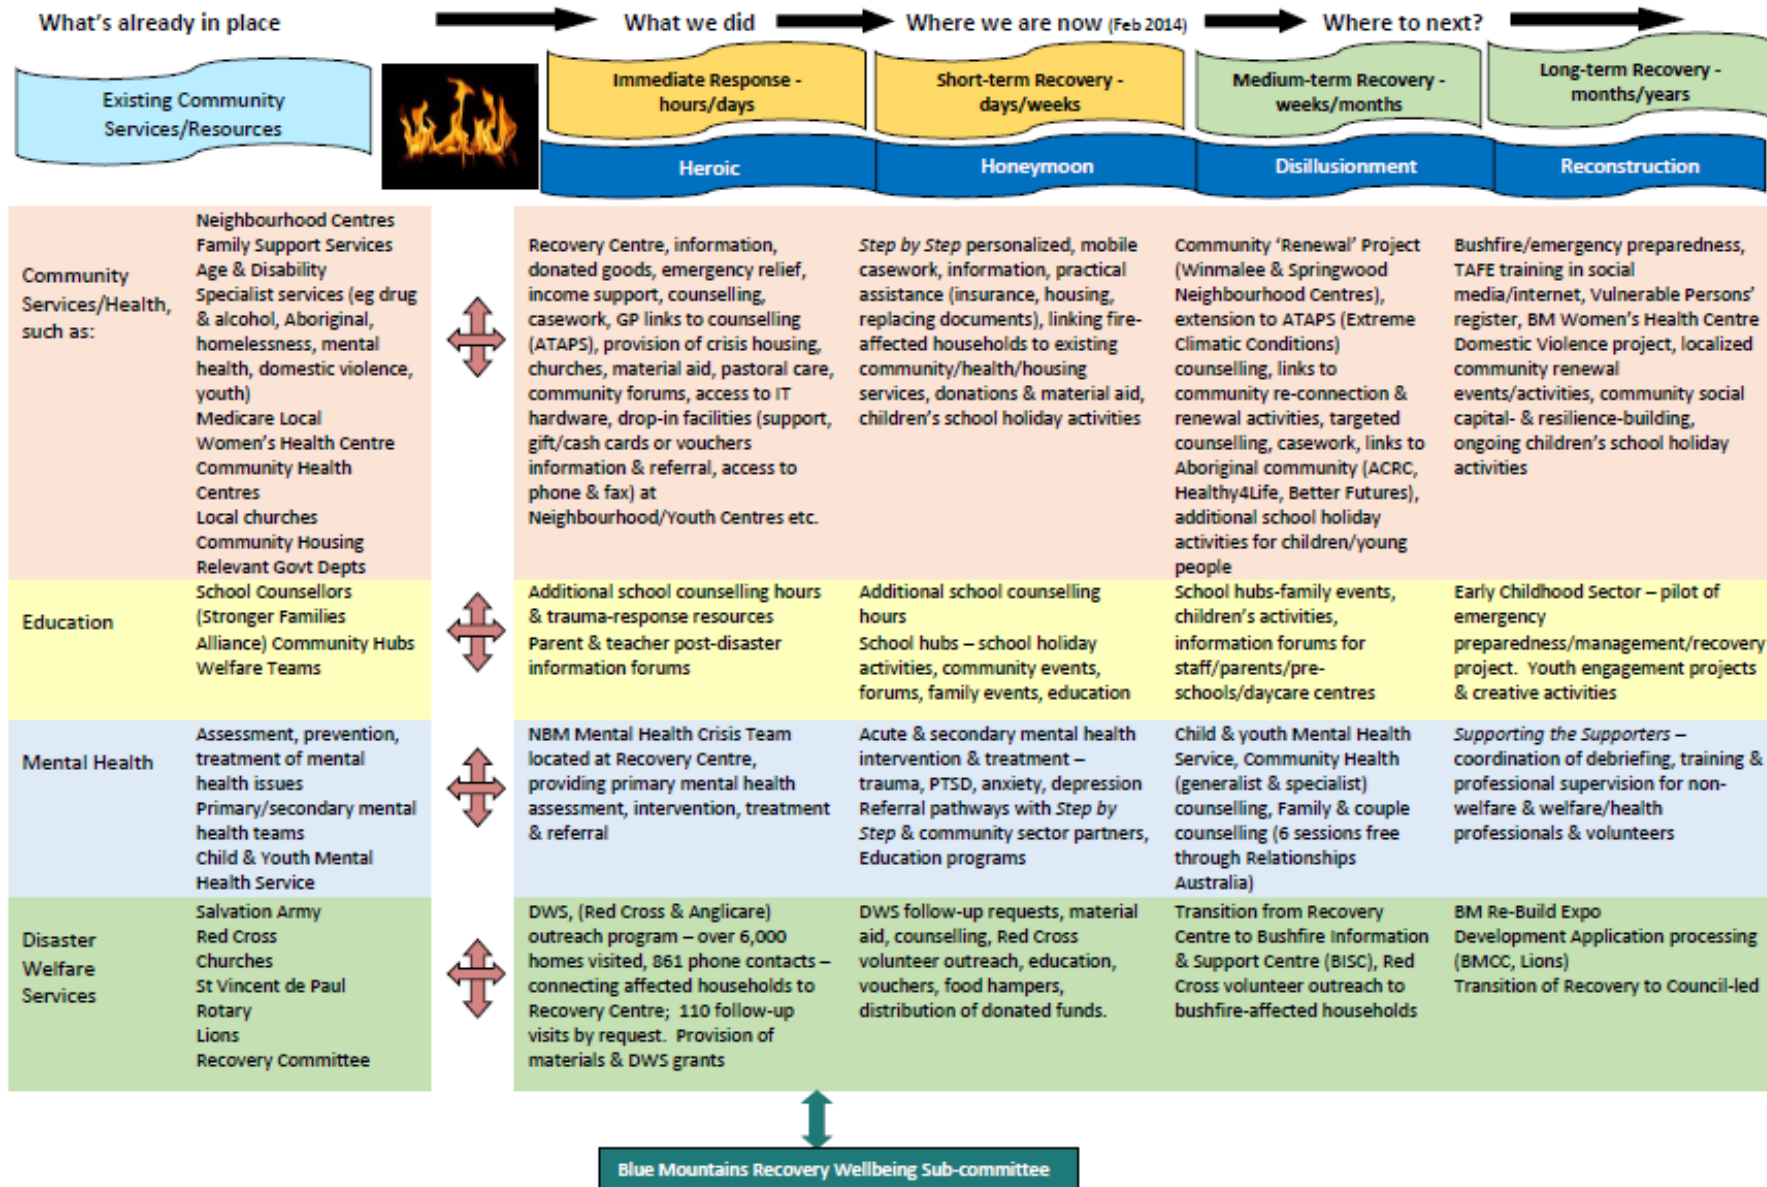 What's already in place
What we did
Where we are now (Feb 2014)
Where to next?
Existing Community
Services/Resources
Immediate Response -
hours/days
Short-term Recovery -
days/weeks
Medium-term Recovery -
weeks/months
Long-term Recovery -
months/years
Heroic
Honeymoon
Disillusionment
Reconstruction
Community
Services/Health,
such as:
Neighbourhood Centres
Family Support Services
Age & Disability
Specialist services (eg drug
& alcohol, Aboriginal,
homelessness, mental
health, domestic violence,
youth)
Medicare Local
Women's Health Centre
Community Health
Centres
Local churches
Community Housing
Relevant Govt Depts
Recovery Centre, information,
donated goods, emergency relief,
income support, counselling,
casework, GP links to counselling
(ATAPS), provision of crisis housing,
churches, material aid, pastoral care,
community forums, access to IT
hardware, drop-in facilities (support,
gift/cash cards or vouchers
information & referral, access to
phone & fax) at
Neighbourhood/Youth Centres etc.
Step by Step personalized, mobile
casework, information, practical
assistance (insurance, housing,
replacing documents), linking fire-
affected households to existing
community/health/housing
services, donations & material aid,
children's school holiday activities
Community 'Renewal' Project
(Winmalee & Springwood
Neighbourhood Centres),
extension to ATAPS (Extreme
Climatic Conditions)
counselling, links to
community re-connection &
renewal activities, targeted
counselling, casework, links to
Aboriginal community (ACRC,
Healthy4Life, Better Futures),
additional school holiday
activities for children/young
people
Bushfire/emergency preparedness,
TAFE training in social
media/internet, Vulnerable Persons'
register, BM Women's Health Centre
Domestic Violence project, localized
community renewal
events/activities, community social
capital- & resilience-building,
ongoing children's school holiday
activities
Education
School Counsellors
(Stronger Families
Alliance) Community Hubs
Welfare Teams
Additional school counselling hours
& trauma-response resources
Parent & teacher post-disaster
information forums
Additional school counselling
hours
School hubs – school holiday
activities, community events,
forums, family events, education
School hubs-family events,
children's activities,
information forums for
staff/parents/pre-
schools/daycare centres
Early Childhood Sector – pilot of
emergency
preparedness/management/recovery
project. Youth engagement projects
& creative activities
Mental Health
Assessment, prevention,
treatment of mental
health issues
Primary/secondary mental
health teams
Child & Youth Mental
Health Service
NBM Mental Health Crisis Team
located at Recovery Centre,
providing primary mental health
assessment, intervention, treatment
& referral
Acute & secondary mental health
intervention & treatment –
trauma, PTSD, anxiety, depression
Referral pathways with Step by
Step & community sector partners,
Education programs
Child & youth Mental Health
Service, Community Health
(generalist & specialist)
counselling, Family & couple
counselling (6 sessions free
through Relationships
Australia)
Supporting the Supporters –
coordination of debriefing, training &
professional supervision for non-
welfare & welfare/health
professionals & volunteers
Disaster
Welfare
Services
Salvation Army
Red Cross
Churches
St Vincent de Paul
Rotary
Lions
Recovery Committee
DWS, (Red Cross & Anglicare)
outreach program – over 6,000
homes visited, 861 phone contacts –
connecting affected households to
Recovery Centre; 110 follow-up
visits by request. Provision of
materials & DWS grants
DWS follow-up requests, material
aid, counselling, Red Cross
volunteer outreach, education,
vouchers, food hampers,
distribution of donated funds.
Transition from Recovery
Centre to Bushfire Information
& Support Centre (BISC), Red
Cross volunteer outreach to
bushfire-affected households
BM Re-Build Expo
Development Application processing
(BMCC, Lions)
Transition of Recovery to Council-led
Blue Mountains Recovery Wellbeing Sub-committee